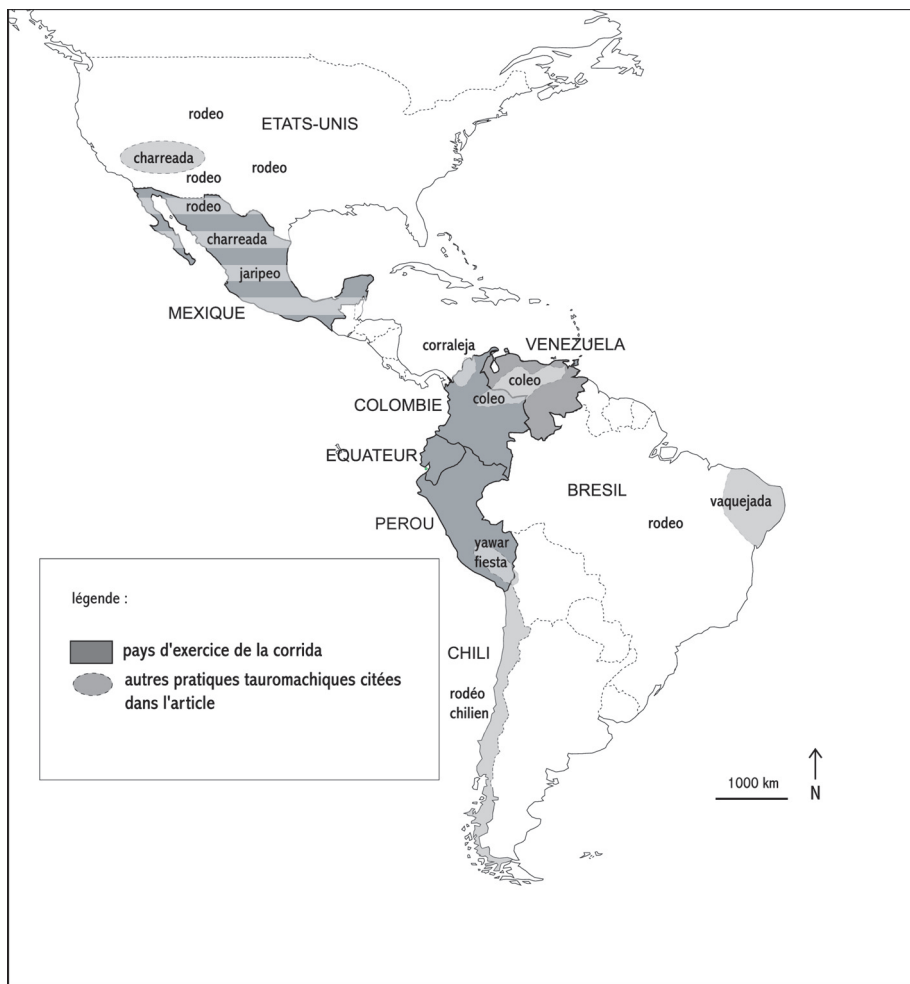 rodeo
ETATS-UNIS
charreada
rodeo
rodeo
rodeo
charreada
jaripeo
MEXIQUE
corraleja
VENEZUELA
coleo
coleo
COLOMBIE
EQUATEUR
BRESIL
vaquejada
PEROU
rodeo
yawar
fiesta
légende :
pays d'exercice de la corrida
autres pratiques tauromachiques citées
dans l'article
CHILI
rodéo
chilien
1000 km
N